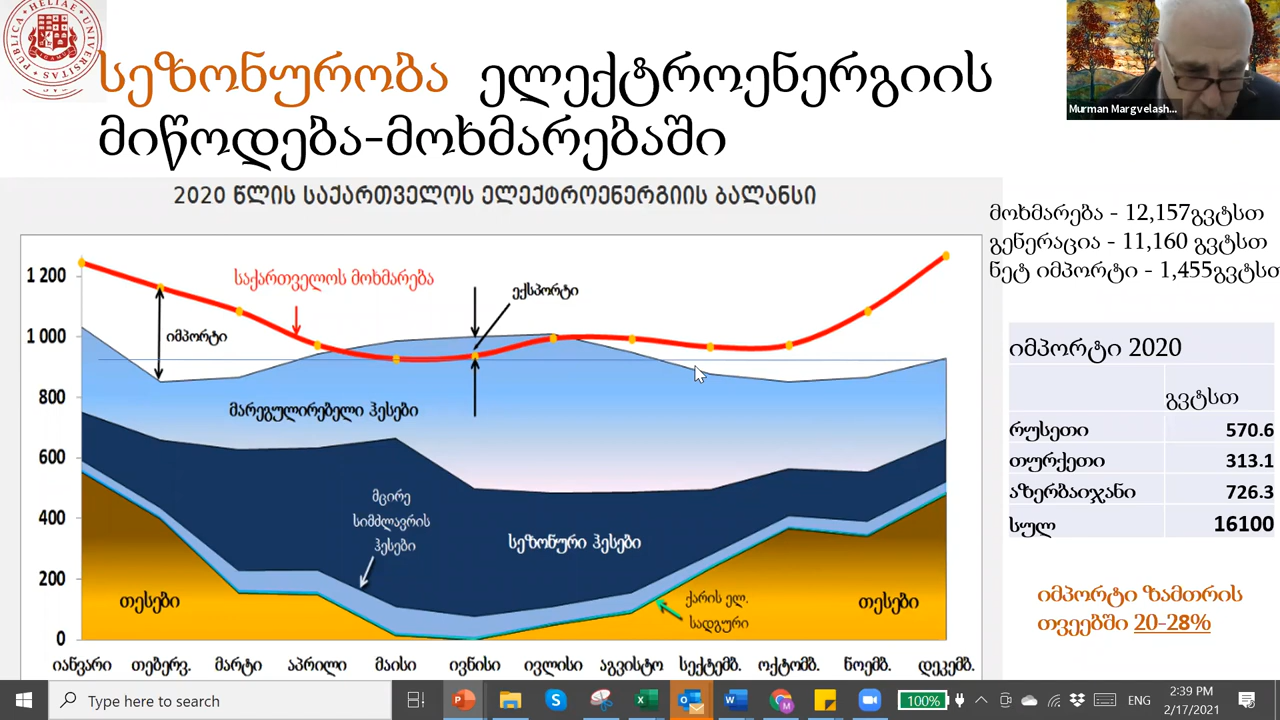 სეზონურობა ელექტროენერგიის
მიწოდება-მოხმარებაში
Murman Margvelash...
2020 წლის საქართველოს ელექტროენერგიის ბალანსი
მოხმარება - 12,157გვტსთ
გენერაცია - 11,160 გვტსთ
ნეტ იმპორტი - 1,455გვტსთ
1 200
1 000
800
600
400
200
0
საქართველოს მოხმარება
ექსპორტი
იმპორტი
მარეგულირებელი ჰესები
მცირე
სიმძლავრის
ჰესები
სეზონური ჰესები
თესები
ქარის ელ.
სადგური
თესები
იანვარი თებერვ. მარტი აპრილი მაისი ივნისი ივლისი აგვისტო სექტემბ. ოქტომბ. ნოემბ. დეკემბ.
იმპორტი 2020
გვტსთ
რუსეთი 570.6
თურქეთი 313.1
აზერბაიჯანი 726.3
სულ 16100
იმპორტი ზამთრის
თვეებში 20-28%
Type here to search
100%
ENG
2:39 PM
2/17/2021